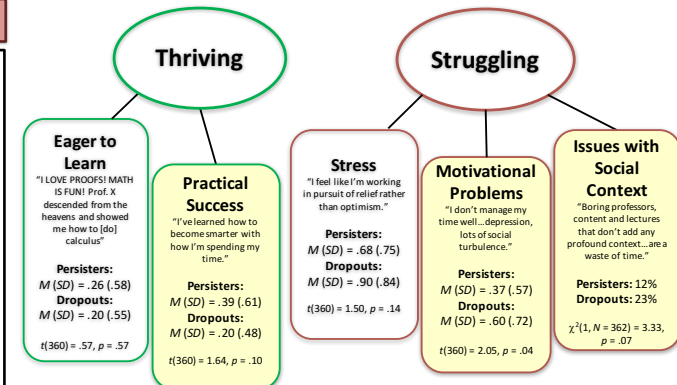 Thriving
Struggling
Eager to
Learn
"I LOVE PROOFS! MATH
IS FUN! Prof. X
descended from the
heavens and showed
me how to [do]
calculus"
Persisters:
M (SD) = .26 (.58)
Dropouts:
M (SD) = .20 (.55)
t(360) = .57, p = .57
Practical
Success
"I've learned how to
become smarter with
how I'm spending my
time."
Persisters:
M (SD) = .39 (.61)
Dropouts:
M (SD) = .20 (.48)
t(360) = 1.64, p = .10
Stress
"I feel like I'm working
in pursuit of relief rather
than optimism."
Persisters:
M (SD) = .68 (.75)
Dropouts:
M (SD) = .90 (.84)
t(360) = 1.50, p = .14
Motivational
Problems
"I don't manage my
time well...depression,
lots of social
turbulence."
Persisters:
M (SD) = .37 (.57)
Dropouts:
M (SD) = .60 (.72)
t(360) = 2.05, p = .04
Issues with
Social
Context
"Boring professors,
content and lectures
that don't add any
profound context...are a
waste of time."
Persisters: 12%
Dropouts: 23%
χ²(1, N = 362) = 3.33,
p = .07